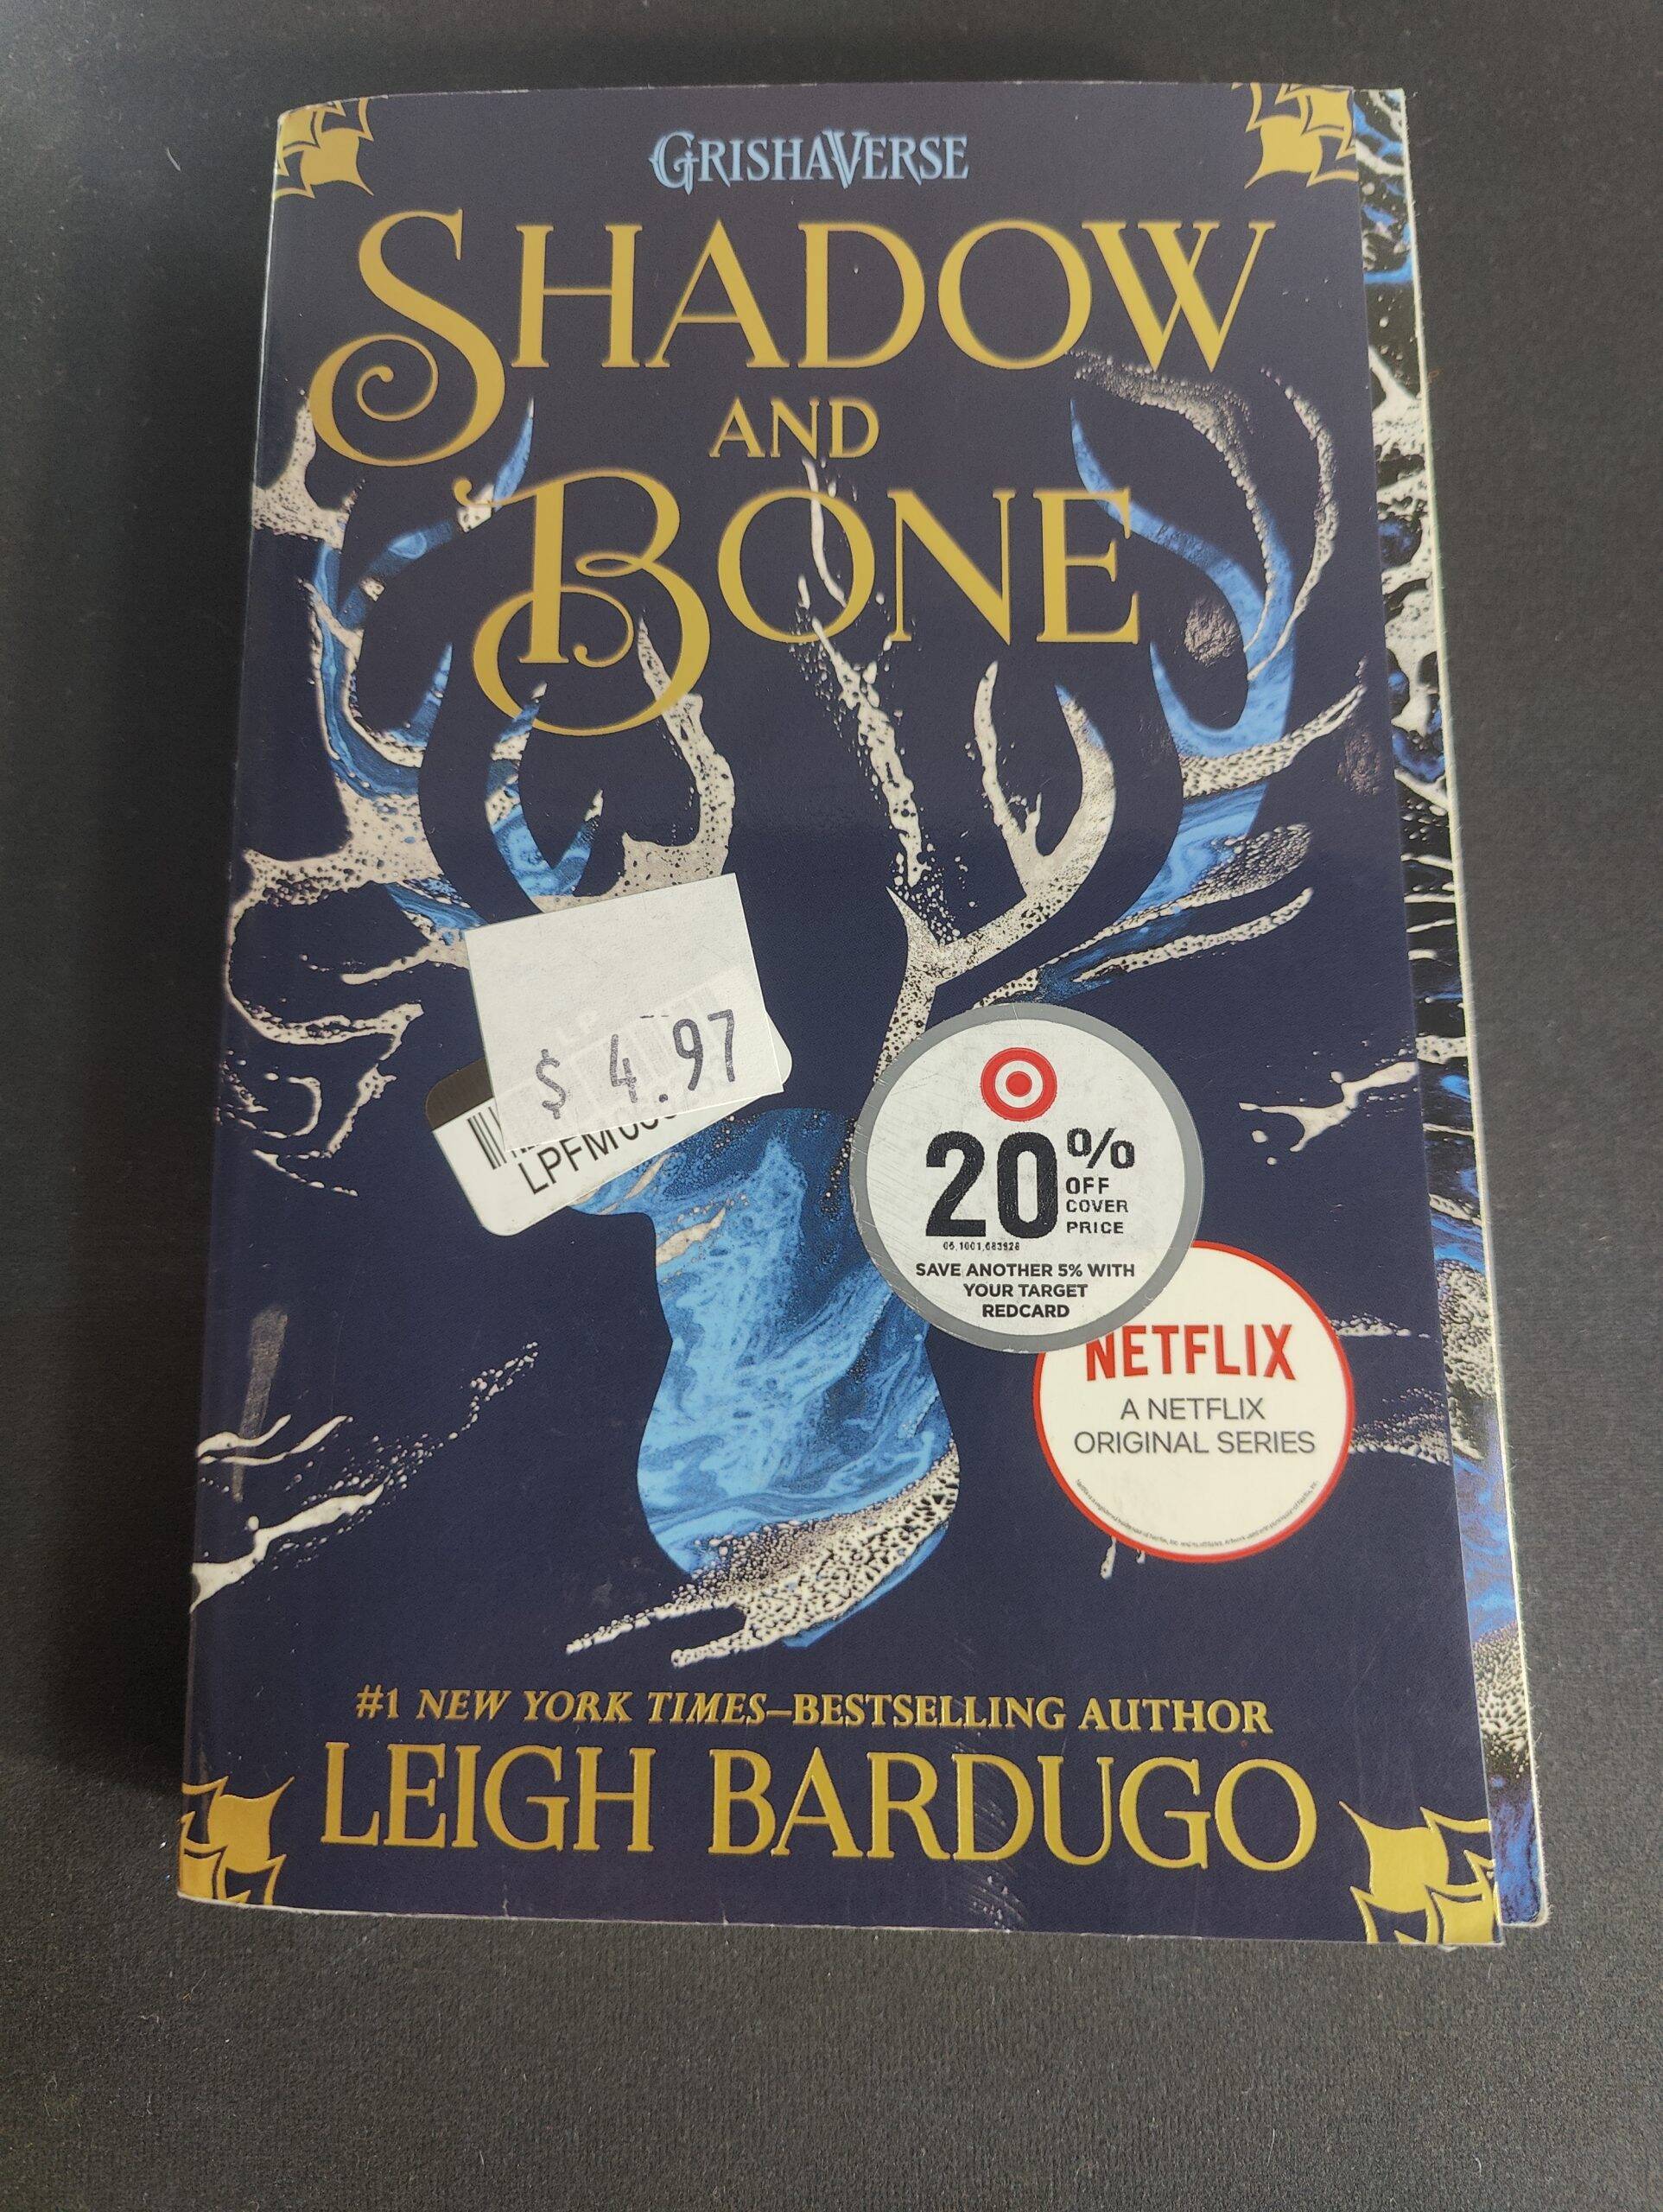 GRISHAVERSE
SHADOW
AND
BONE
$ 4.97
LPFM
20%
OFF
COVER
PRICE
SAVE ANOTHER 5% WITH
YOUR TARGET
REDCARD
NETFLIX
A NETFLIX
ORIGINAL SERIES
#1 NEW YORK TIMES–BESTSELLING AUTHOR
LEIGH BARDUGO